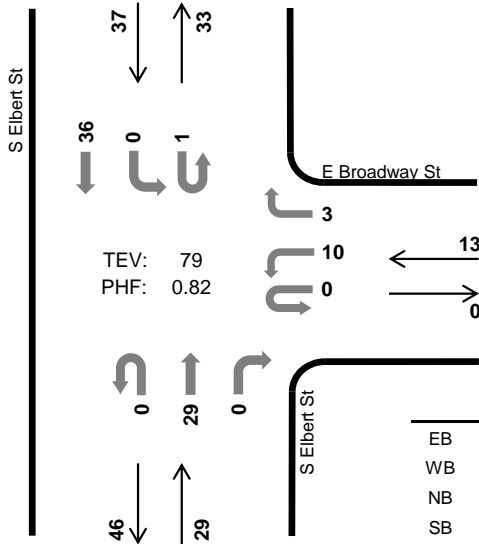 37
33
S Elbert St
36
0
1
E Broadway St
3
10
0
13
0
TEV: 79
PHF: 0.82
0
29
0
S Elbert St
46
29
EB
WB
NB
SB